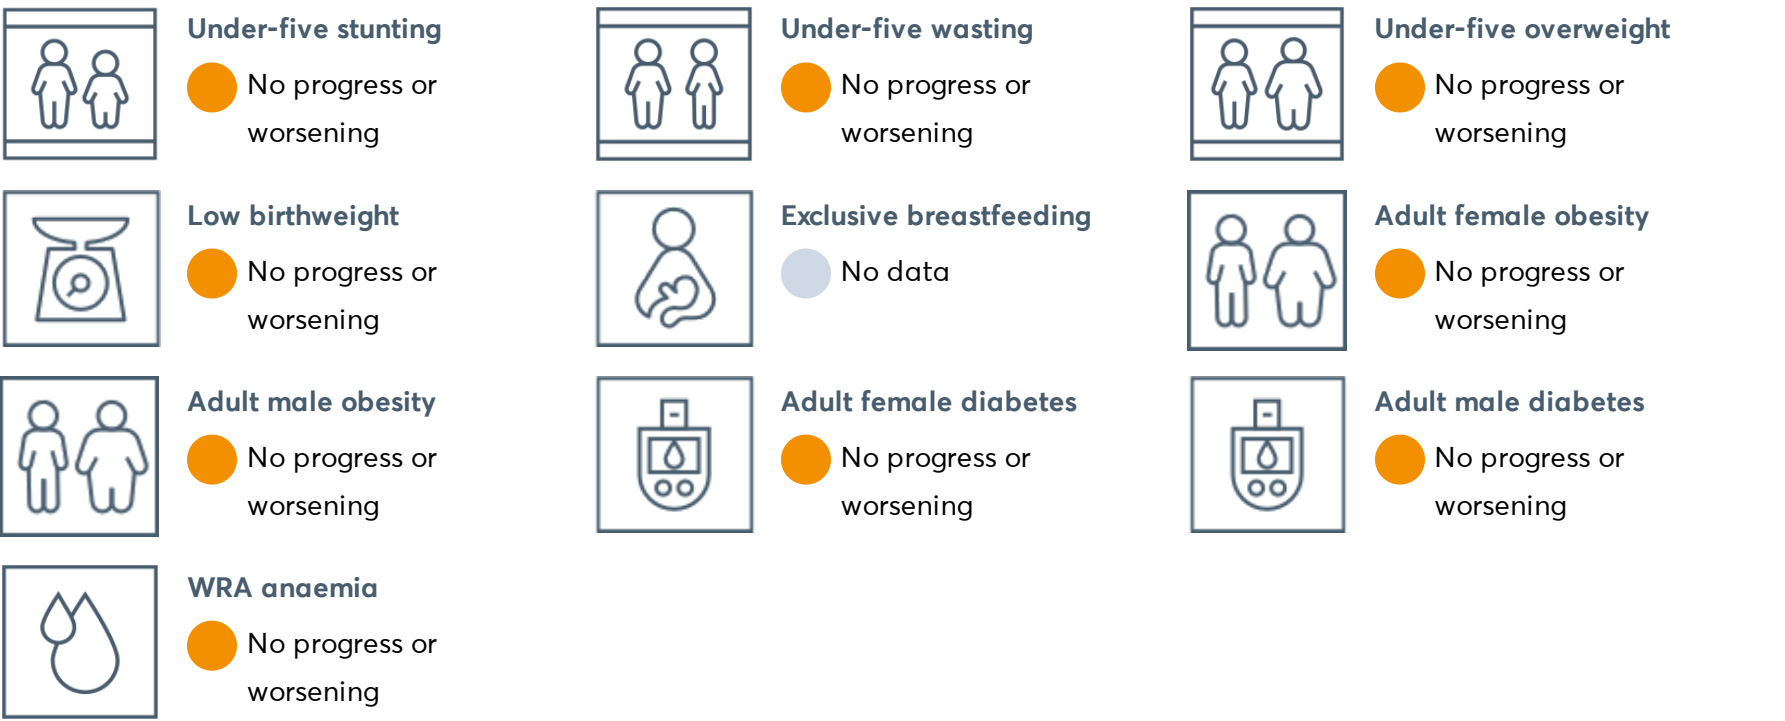 Under-five stunting
No progress or
worsening
Under-five wasting
No progress or
worsening
Under-five overweight
No progress or
worsening
Low birthweight
No progress or
worsening
Exclusive breastfeeding
No data
Adult female obesity
No progress or
worsening
Adult male obesity
No progress or
worsening
Adult female diabetes
No progress or
worsening
Adult male diabetes
No progress or
worsening
WRA anaemia
No progress or
worsening